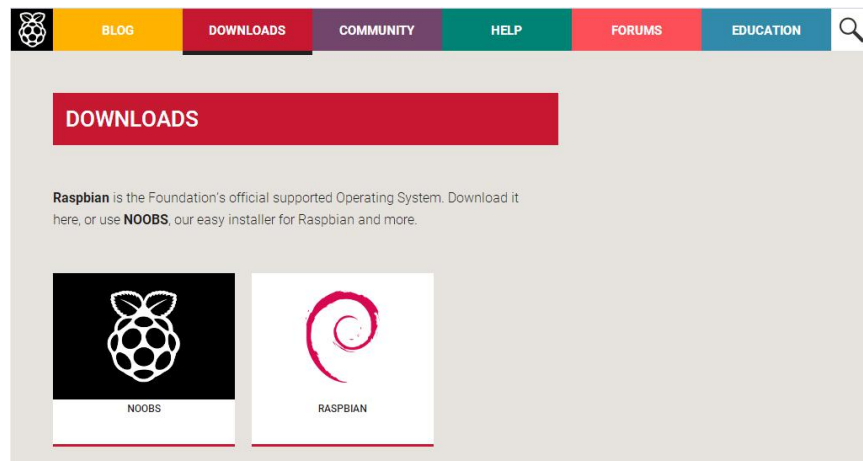 BLOG DOWNLOADS COMMUNITY HELP FORUMS EDUCATION
DOWNLOADS
Raspbian is the Foundation's official supported Operating System. Download it
here, or use NOOBS, our easy installer for Raspbian and more.
NOOBS RASPBIAN